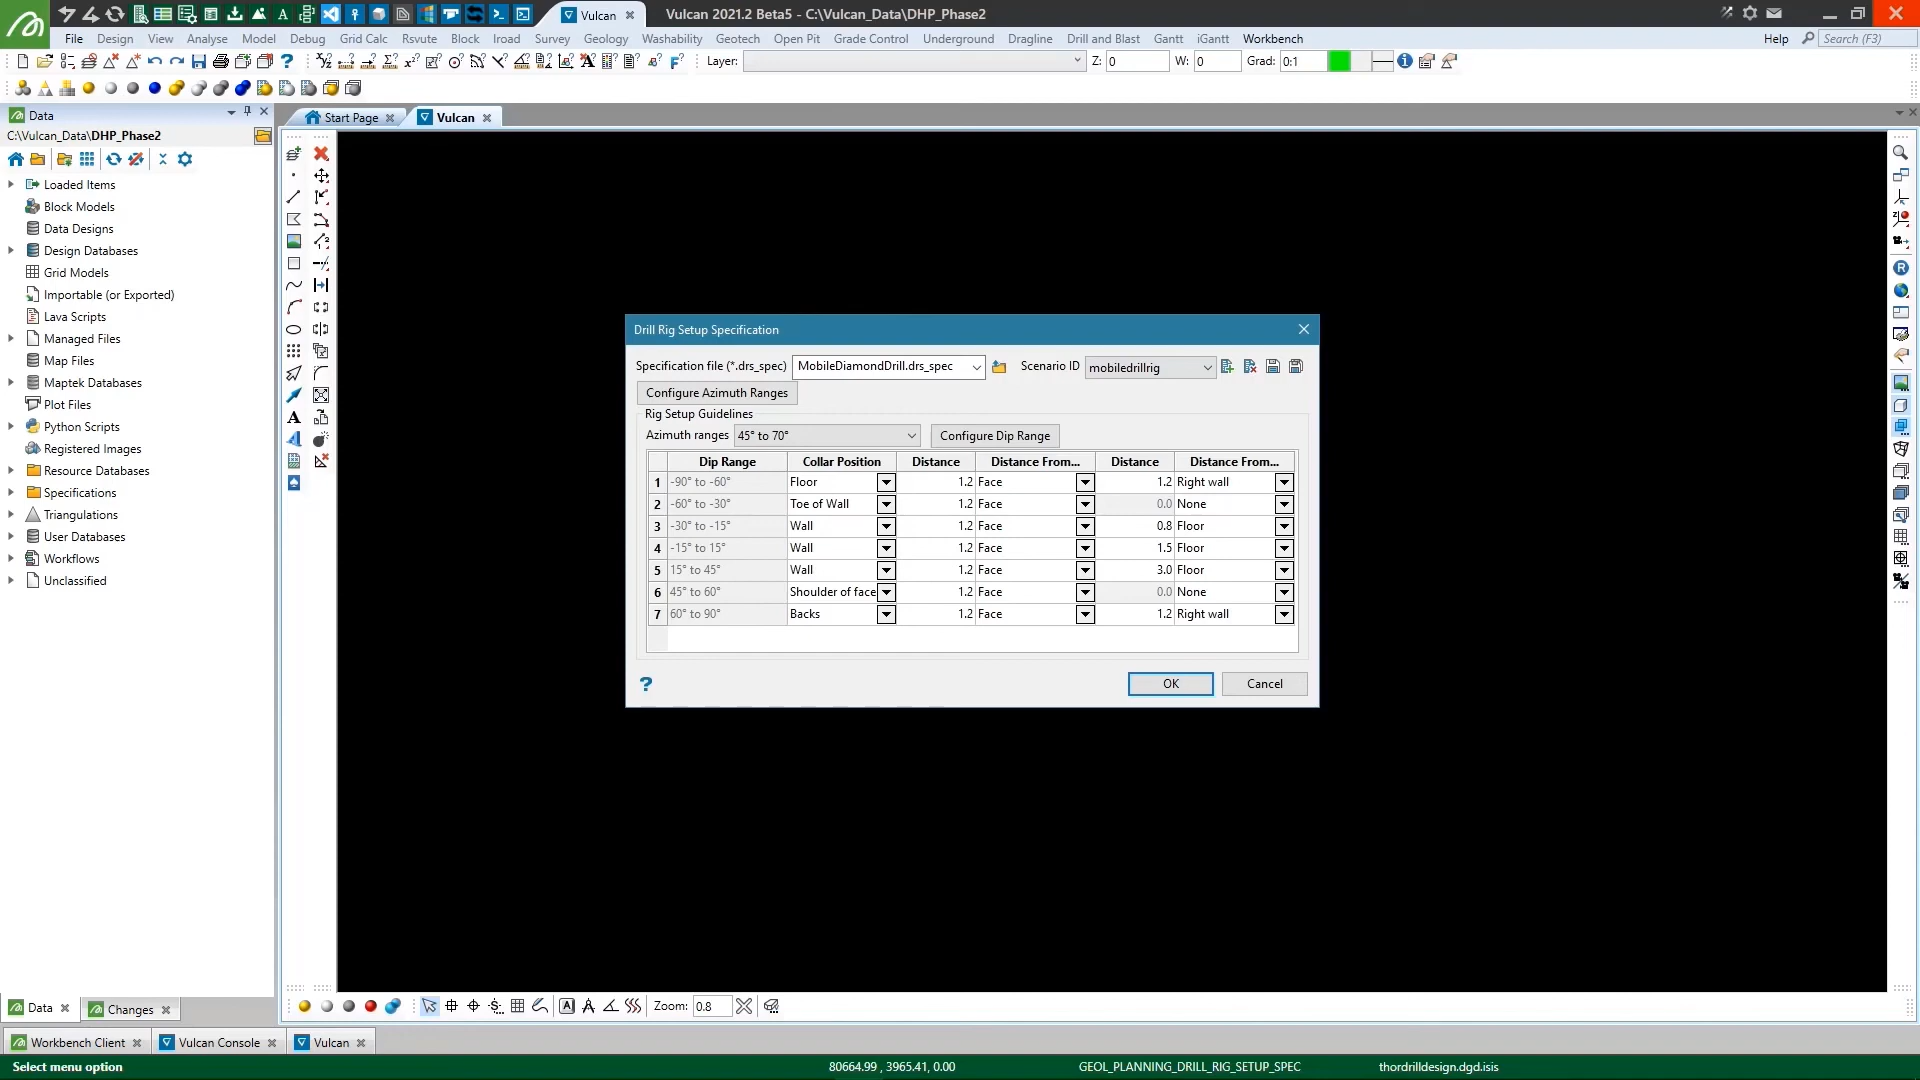 Vulcan
Vulcan 2021.2 Beta5 - C:\Vulcan_Data\DHP_Phase2
File Design View Analyse Model Debug Grid Calc Rsvute Block Iroad Survey Geology Washability Geotech Open Pit Grade Control Underground Dragline Drill and Blast Gantt iGantt Workbench Help Search (F3)
Layer: Z: 0 W: 0 Grad: 0:1
Data
Start Page Vulcan
C:\Vulcan_Data\DHP_Phase2
Loaded Items
Block Models
Data Designs
Design Databases
Grid Models
Importable (or Exported)
Lava Scripts
Managed Files
Map Files
Maptek Databases
Plot Files
Python Scripts
Registered Images
Resource Databases
Specifications
Triangulations
User Databases
Workflows
Unclassified
Drill Rig Setup Specification
Specification file (*.drs_spec) MobileDiamondDrill.drs_spec Scenario ID mobiledrillrig
Configure Azimuth Ranges
Rig Setup Guidelines
Azimuth ranges 45° to 70° Configure Dip Range
Dip Range Collar Position Distance Distance From... Distance Distance From...
1 -90° to -60° Floor 1.2 Face 1.2 Right wall
2 -60° to -30° Toe of Wall 1.2 Face 0.0 None
3 -30° to -15° Wall 1.2 Face 0.8 Floor
4 -15° to 15° Wall 1.2 Face 1.5 Floor
5 15° to 45° Wall 1.2 Face 3.0 Floor
6 45° to 60° Shoulder of face 1.2 Face 0.0 None
7 60° to 90° Backs 1.2 Face 1.2 Right wall
? OK Cancel
Data Changes
Zoom: 0.8
Workbench Client Vulcan Console Vulcan
Select menu option 80664.99 , 3965.41, 0.00 GEOL_PLANNING_DRILL_RIG_SETUP_SPEC thordrilldesign.dgd.isis